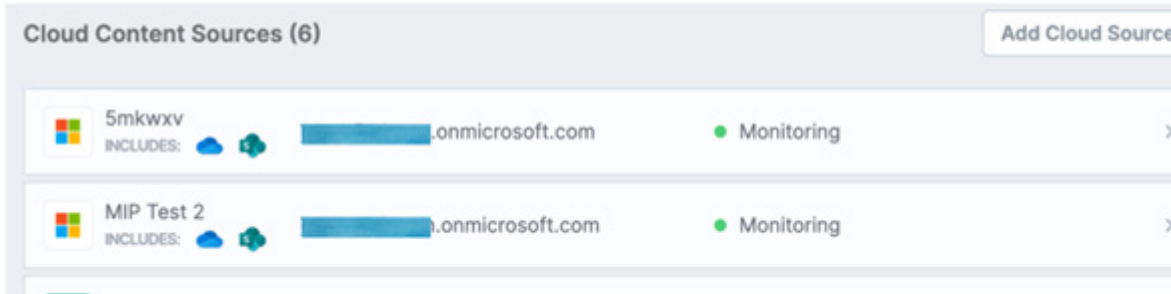 Cloud Content Sources (6)
Add Cloud Source
5mkwxv
INCLUDES:
.onmicrosoft.com
Monitoring
MIP Test 2
INCLUDES:
.onmicrosoft.com
Monitoring